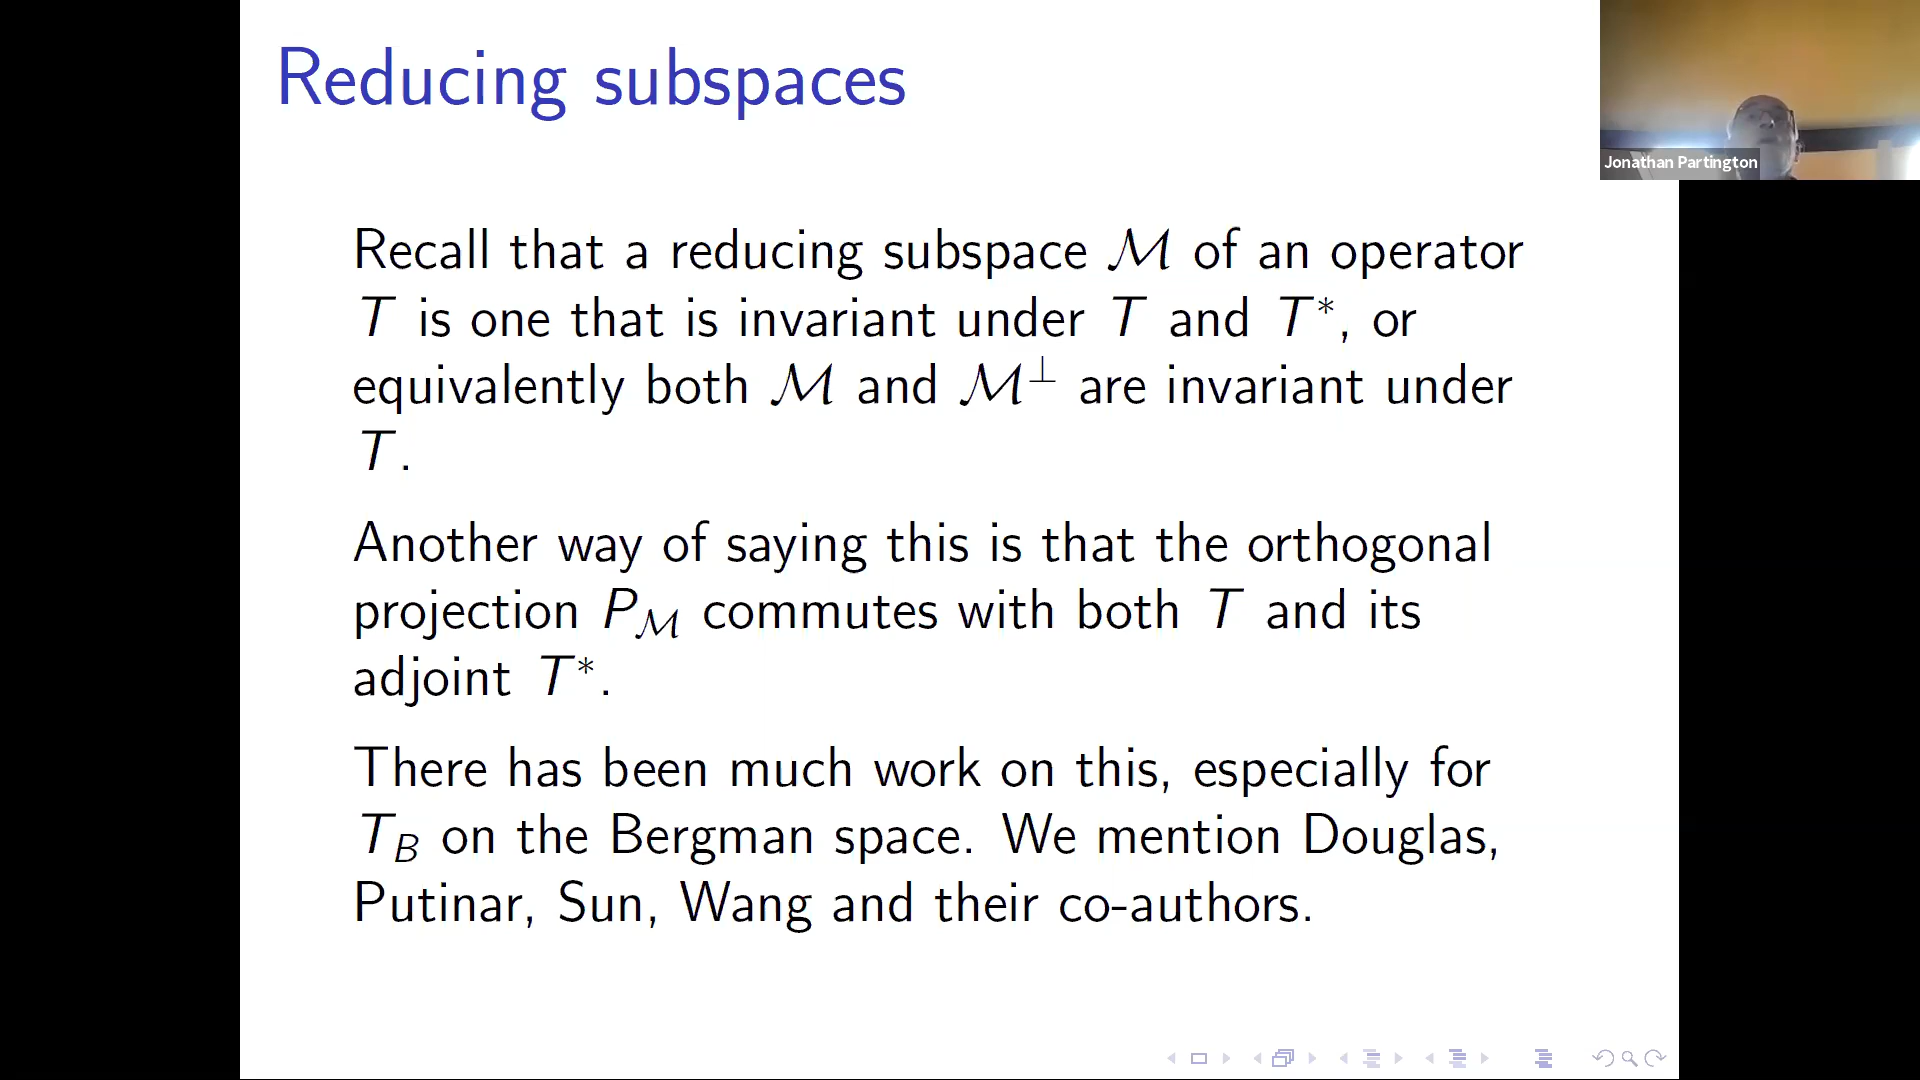 Reducing subspaces
Jonathan Partington
Recall that a reducing subspace ℳ of an operator
T is one that is invariant under T and T*, or
equivalently both ℳ and ℳ⊥ are invariant under
T.
Another way of saying this is that the orthogonal
projection P_ℳ commutes with both T and its
adjoint T*.
There has been much work on this, especially for
T_B on the Bergman space. We mention Douglas,
Putinar, Sun, Wang and their co-authors.